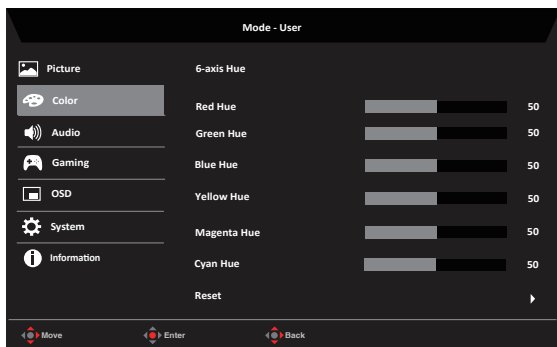 Mode - User
Picture
6-axis Hue
Color
Red Hue 50
Audio
Green Hue 50
Gaming
Blue Hue 50
OSD
Yellow Hue 50
System
Magenta Hue 50
Information
Cyan Hue 50
Reset
Move Enter Back